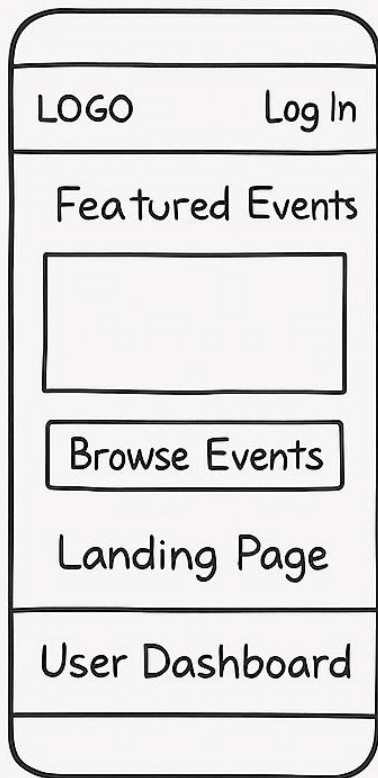 LOGO Log In
Featured Events
Browse Events
Landing Page
User Dashboard